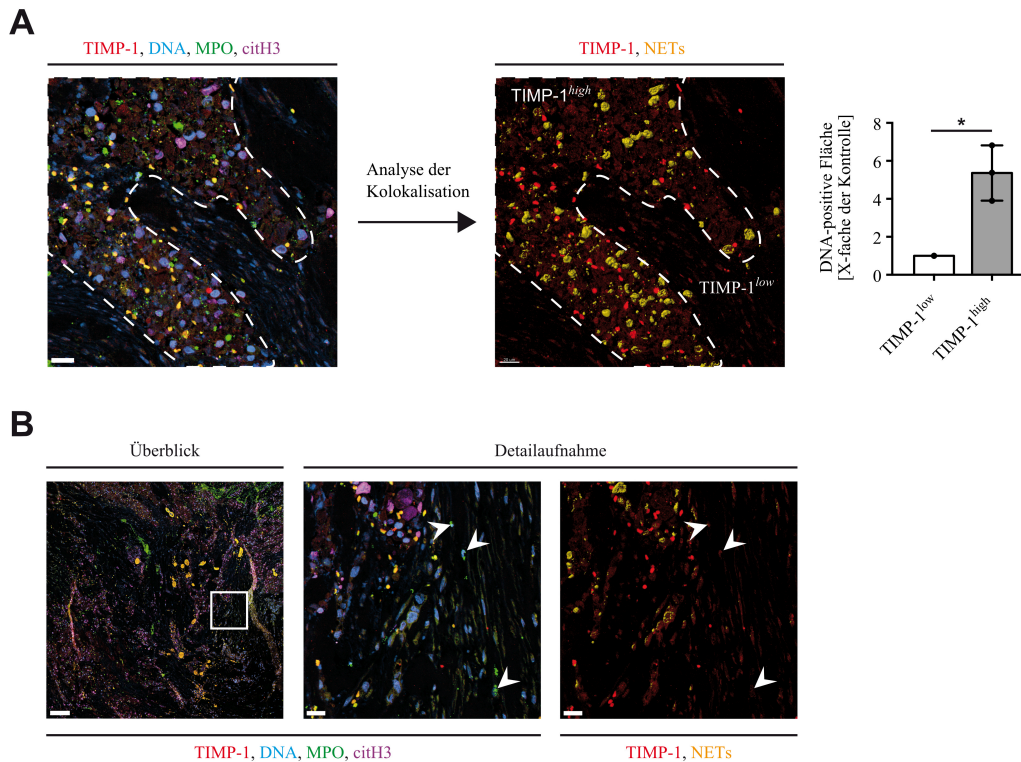 A
TIMP-1, DNA, MPO, citH3
TIMP-1, NETs
TIMP-1high
TIMP-1low
Analyse der
Kolokalisation
DNA-positive Fläche
[X-fache der Kontrolle]
8
6
4
2
0
*
TIMP-1low
TIMP-1high
B
Überblick
Detailaufnahme
TIMP-1, DNA, MPO, citH3
TIMP-1, NETs